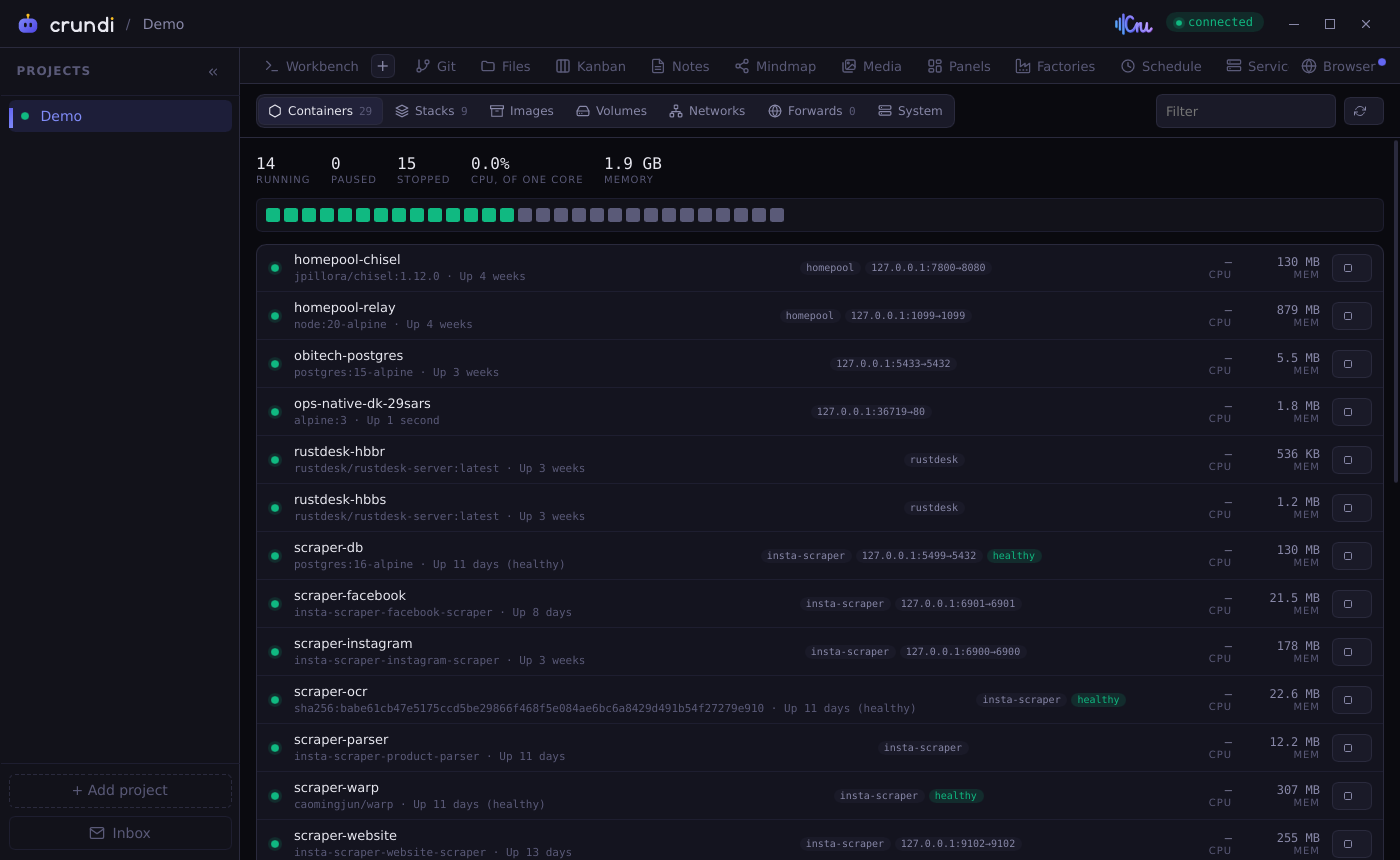 crundi / Demo
Cru
connected
PROJECTS «
Demo
+ Add project
Inbox
Workbench + Git Files Kanban Notes Mindmap Media Panels Factories Schedule Servic Browser
Containers 29 Stacks 9 Images Volumes Networks Forwards 0 System
Filter
14 0 15 0.0% 1.9 GB
RUNNING PAUSED STOPPED CPU, OF ONE CORE MEMORY
homepool-chisel
jpillora/chisel:1.12.0 · Up 4 weeks
homepool 127.0.0.1:7800→8080
— 130 MB
CPU MEM
homepool-relay
node:20-alpine · Up 4 weeks
homepool 127.0.0.1:1099→1099
— 879 MB
CPU MEM
obitech-postgres
postgres:15-alpine · Up 3 weeks
127.0.0.1:5433→5432
— 5.5 MB
CPU MEM
ops-native-dk-29sars
alpine:3 · Up 1 second
127.0.0.1:36719→80
— 1.8 MB
CPU MEM
rustdesk-hbbr
rustdesk/rustdesk-server:latest · Up 3 weeks
rustdesk
— 536 KB
CPU MEM
rustdesk-hbbs
rustdesk/rustdesk-server:latest · Up 3 weeks
rustdesk
— 1.2 MB
CPU MEM
scraper-db
postgres:16-alpine · Up 11 days (healthy)
insta-scraper 127.0.0.1:5499→5432 healthy
— 130 MB
CPU MEM
scraper-facebook
insta-scraper-facebook-scraper · Up 8 days
insta-scraper 127.0.0.1:6901→6901
— 21.5 MB
CPU MEM
scraper-instagram
insta-scraper-instagram-scraper · Up 3 weeks
insta-scraper 127.0.0.1:6900→6900
— 178 MB
CPU MEM
scraper-ocr
sha256:babe61cb47e5175ccd5be29866f468f5e084ae6bc6a8429d491b54f27279e910 · Up 11 days (healthy)
insta-scraper healthy
— 22.6 MB
CPU MEM
scraper-parser
insta-scraper-product-parser · Up 11 days
insta-scraper
— 12.2 MB
CPU MEM
scraper-warp
caomingjun/warp · Up 11 days (healthy)
insta-scraper healthy
— 307 MB
CPU MEM
scraper-website
insta-scraper-website-scraper · Up 13 days
insta-scraper 127.0.0.1:9102→9102
— 255 MB
CPU MEM